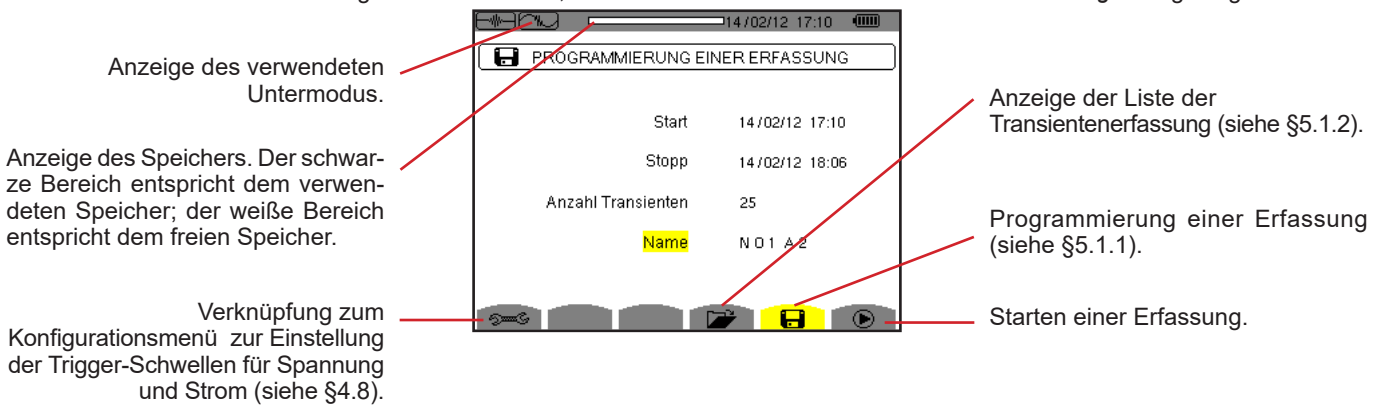 14/02/12 17:10
PROGRAMMIERUNG EINER ERFASSUNG
Start 14/02/12 17:10
Stopp 14/02/12 18:06
Anzahl Transienten 25
Name N O 1 A 2
Anzeige des verwendeten
Untermodus.
Anzeige des Speichers. Der schwar-
ze Bereich entspricht dem verwen-
deten Speicher; der weiße Bereich
entspricht dem freien Speicher.
Verknüpfung zum
Konfigurationsmenü zur Einstellung
der Trigger-Schwellen für Spannung
und Strom (siehe §4.8).
Anzeige der Liste der
Transientenerfassung (siehe §5.1.2).
Programmierung einer Erfassung
(siehe §5.1.1).
Starten einer Erfassung.